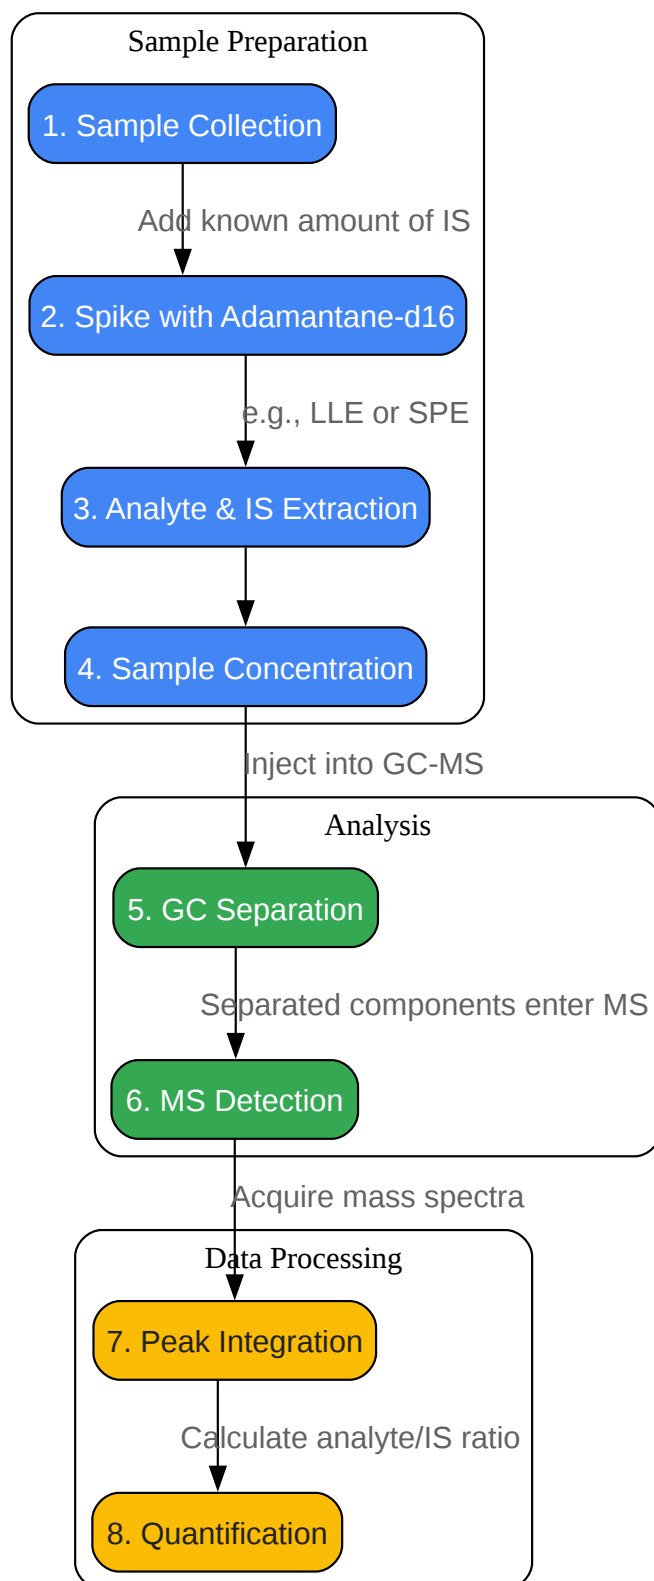 Sample Preparation
1. Sample Collection
Add known amount of IS
2. Spike with Adamantane-d16
e.g., LLE or SPE
3. Analyte & IS Extraction
4. Sample Concentration
Inject into GC-MS
Analysis
5. GC Separation
Separated components enter MS
6. MS Detection
Acquire mass spectra
Data Processing
7. Peak Integration
Calculate analyte/IS ratio
8. Quantification